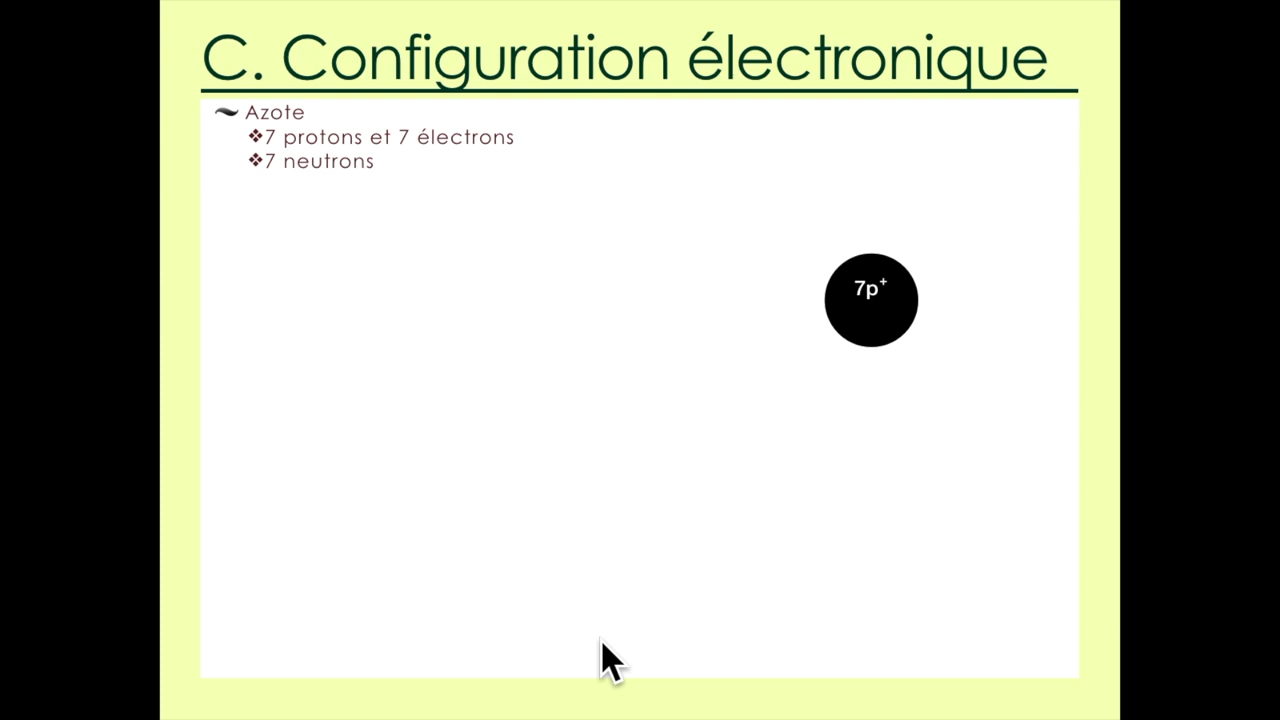 C. Configuration électronique
Azote
❖7 protons et 7 électrons
❖7 neutrons
7p⁺